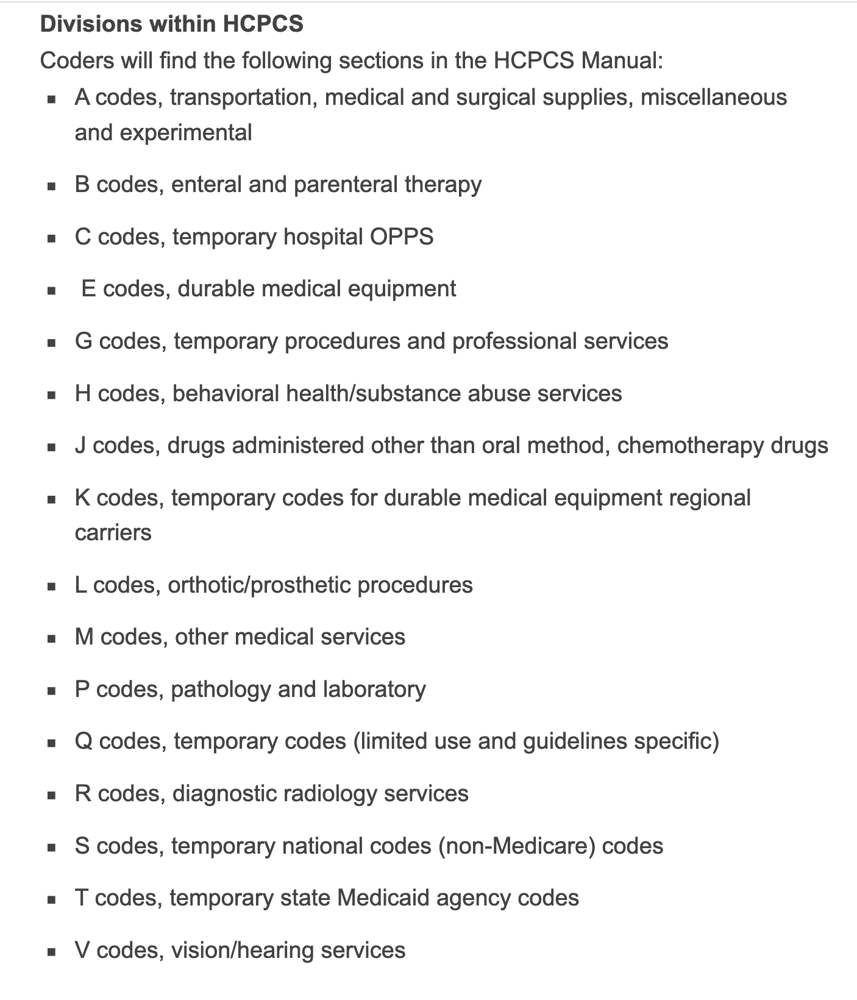 Divisions within HCPCS
Coders will find the following sections in the HCPCS Manual:
▪ A codes, transportation, medical and surgical supplies, miscellaneous
and experimental
▪ B codes, enteral and parenteral therapy
▪ C codes, temporary hospital OPPS
▪ E codes, durable medical equipment
▪ G codes, temporary procedures and professional services
▪ H codes, behavioral health/substance abuse services
▪ J codes, drugs administered other than oral method, chemotherapy drugs
▪ K codes, temporary codes for durable medical equipment regional
carriers
▪ L codes, orthotic/prosthetic procedures
▪ M codes, other medical services
▪ P codes, pathology and laboratory
▪ Q codes, temporary codes (limited use and guidelines specific)
▪ R codes, diagnostic radiology services
▪ S codes, temporary national codes (non-Medicare) codes
▪ T codes, temporary state Medicaid agency codes
▪ V codes, vision/hearing services